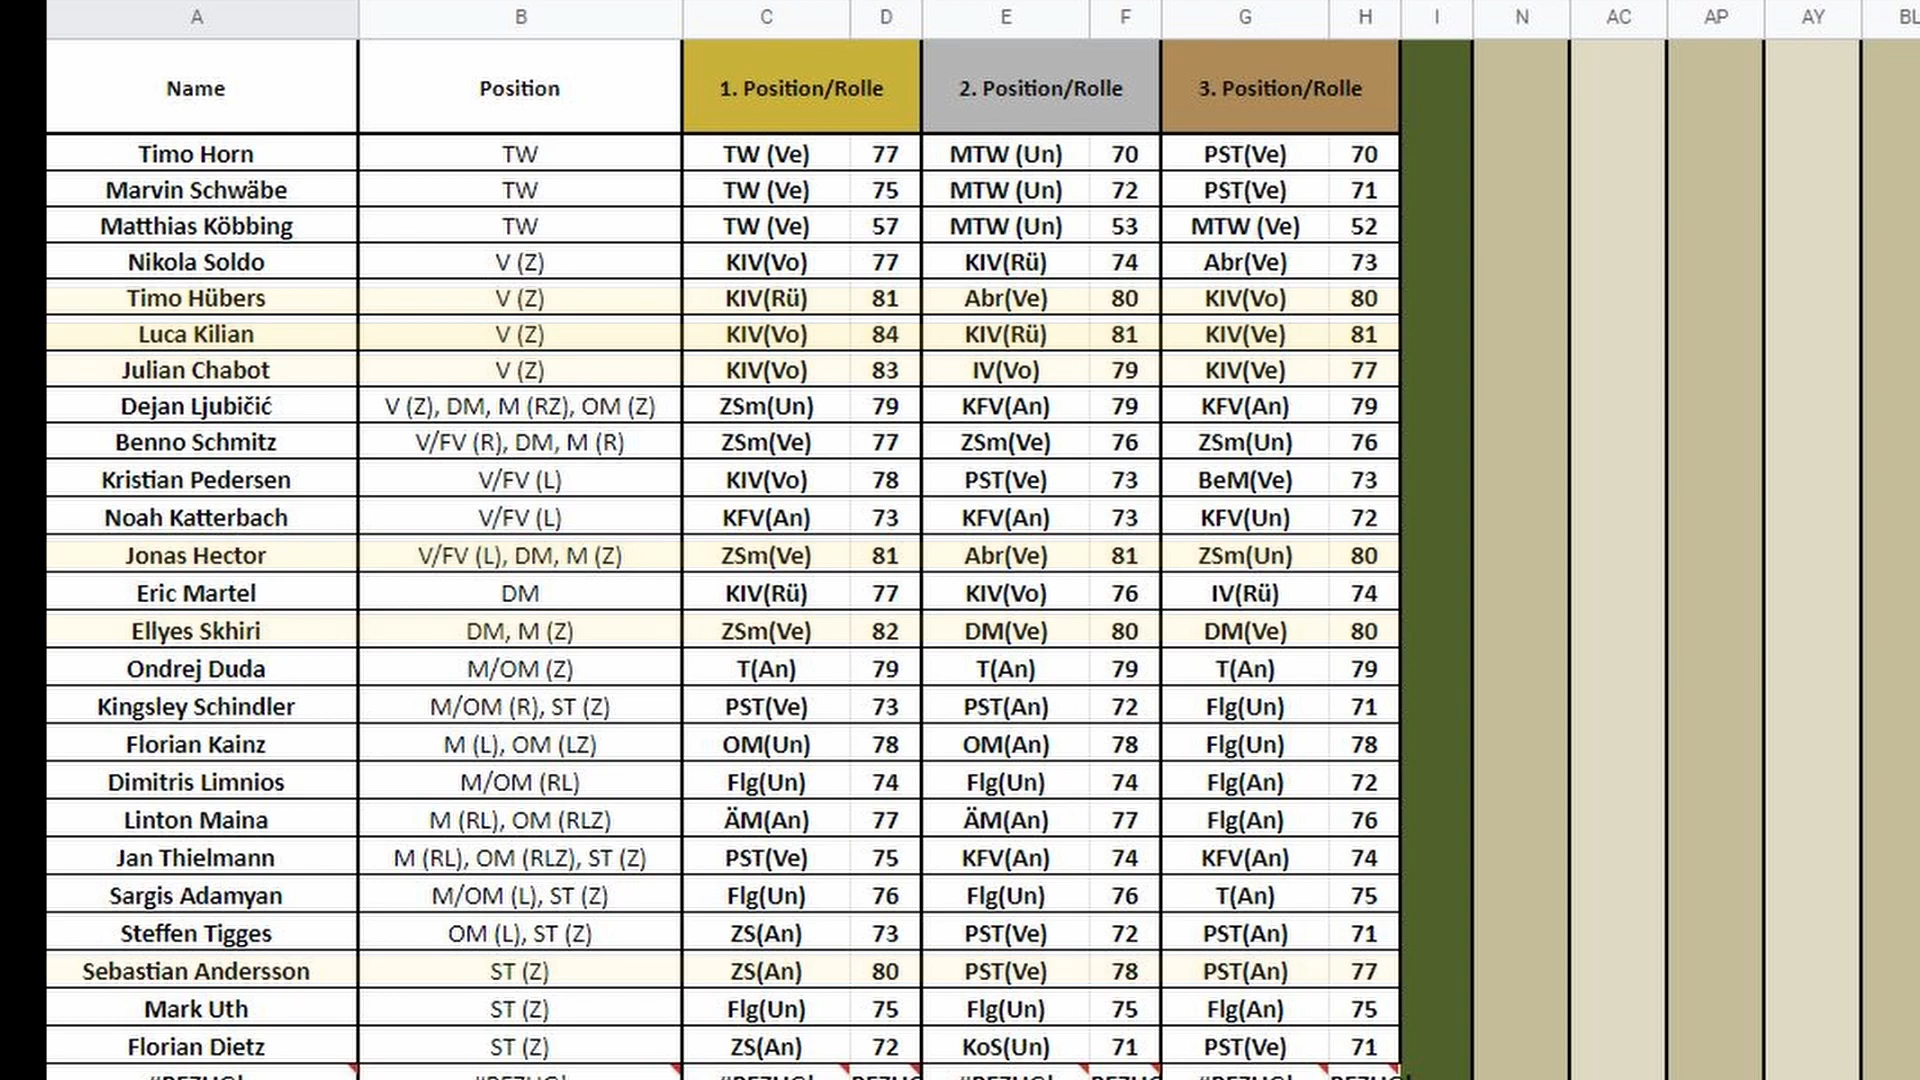 A B C D E F G H I N AC AP AY BL
Name Position 1. Position/Rolle 2. Position/Rolle 3. Position/Rolle
Timo Horn TW TW (Ve) 77 MTW (Un) 70 PST(Ve) 70
Marvin Schwäbe TW TW (Ve) 75 MTW (Un) 72 PST(Ve) 71
Matthias Köbbing TW TW (Ve) 57 MTW (Un) 53 MTW (Ve) 52
Nikola Soldo V (Z) KIV(Vo) 77 KIV(Rü) 74 Abr(Ve) 73
Timo Hübers V (Z) KIV(Rü) 81 Abr(Ve) 80 KIV(Vo) 80
Luca Kilian V (Z) KIV(Vo) 84 KIV(Rü) 81 KIV(Ve) 81
Julian Chabot V (Z) KIV(Vo) 83 IV(Vo) 79 KIV(Ve) 77
Dejan Ljubičić V (Z), DM, M (RZ), OM (Z) ZSm(Un) 79 KFV(An) 79 KFV(An) 79
Benno Schmitz V/FV (R), DM, M (R) ZSm(Ve) 77 ZSm(Ve) 76 ZSm(Un) 76
Kristian Pedersen V/FV (L) KIV(Vo) 78 PST(Ve) 73 BeM(Ve) 73
Noah Katterbach V/FV (L) KFV(An) 73 KFV(An) 73 KFV(Un) 72
Jonas Hector V/FV (L), DM, M (Z) ZSm(Ve) 81 Abr(Ve) 81 ZSm(Un) 80
Eric Martel DM KIV(Rü) 77 KIV(Vo) 76 IV(Rü) 74
Ellyes Skhiri DM, M (Z) ZSm(Ve) 82 DM(Ve) 80 DM(Ve) 80
Ondrej Duda M/OM (Z) T(An) 79 T(An) 79 T(An) 79
Kingsley Schindler M/OM (R), ST (Z) PST(Ve) 73 PST(An) 72 Flg(Un) 71
Florian Kainz M (L), OM (LZ) OM(Un) 78 OM(An) 78 Flg(Un) 78
Dimitris Limnios M/OM (RL) Flg(Un) 74 Flg(Un) 74 Flg(An) 72
Linton Maina M (RL), OM (RLZ) ÄM(An) 77 ÄM(An) 77 Flg(An) 76
Jan Thielmann M (RL), OM (RLZ), ST (Z) PST(Ve) 75 KFV(An) 74 KFV(An) 74
Sargis Adamyan M/OM (L), ST (Z) Flg(Un) 76 Flg(Un) 76 T(An) 75
Steffen Tigges OM (L), ST (Z) ZS(An) 73 PST(Ve) 72 PST(An) 71
Sebastian Andersson ST (Z) ZS(An) 80 PST(Ve) 78 PST(An) 77
Mark Uth ST (Z) Flg(Un) 75 Flg(Un) 75 Flg(An) 75
Florian Dietz ST (Z) ZS(An) 72 KoS(Un) 71 PST(Ve) 71